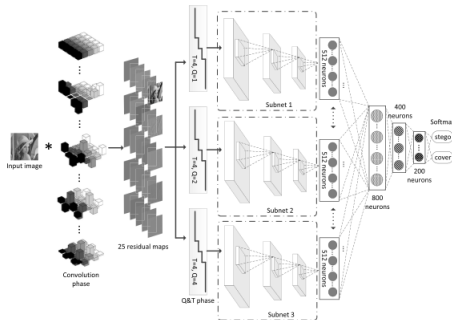 Input image
*
Convolution
phase
25 residual maps
T=4, Q=1
T=4, Q=2
T=4, Q=4
Q&T phase
Subnet 1
Subnet 2
Subnet 3
512 neurons
512 neurons
512 neurons
800
neurons
400
neurons
200
neurons
Softma
stego
cover